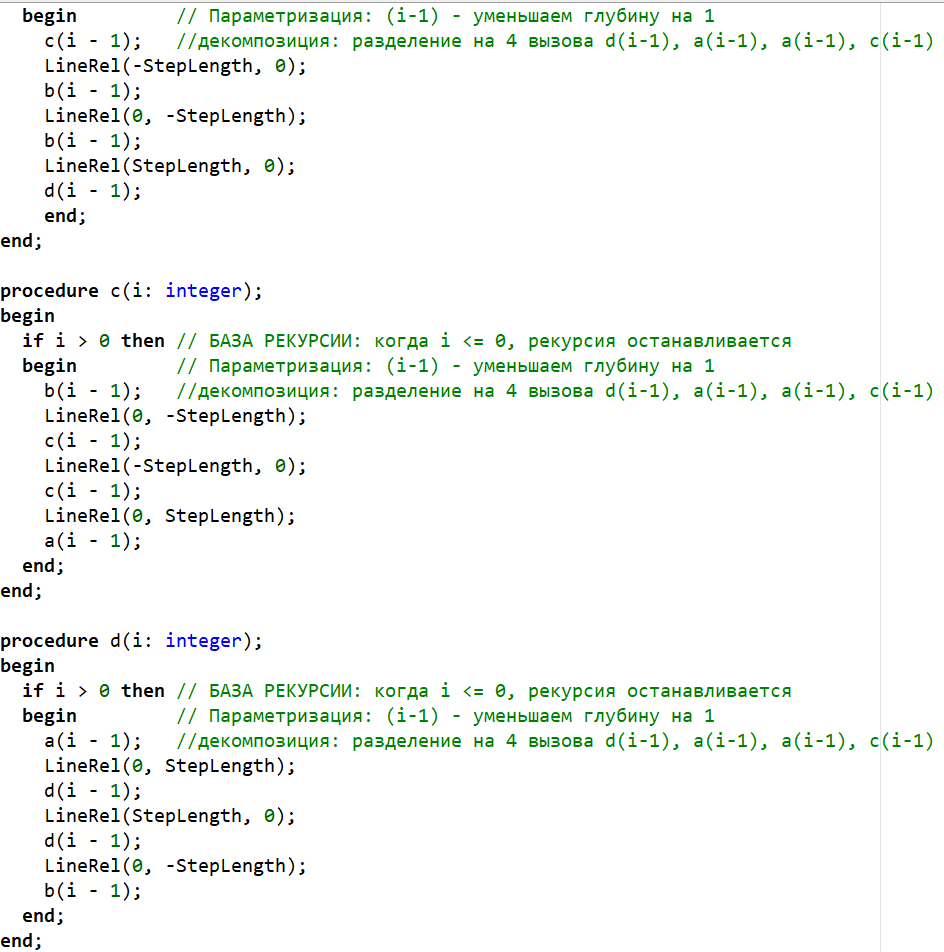 begin         // Параметризация: (i-1) - уменьшаем глубину на 1
    c(i - 1);   //декомпозиция: разделение на 4 вызова d(i-1), a(i-1), a(i-1), c(i-1)
    LineRel(-StepLength, 0);
    b(i - 1);
    LineRel(0, -StepLength);
    b(i - 1);
    LineRel(StepLength, 0);
    d(i - 1);
    end;
end;

procedure c(i: integer);
begin
  if i > 0 then // БАЗА РЕКУРСИИ: когда i <= 0, рекурсия останавливается
  begin         // Параметризация: (i-1) - уменьшаем глубину на 1
    b(i - 1);   //декомпозиция: разделение на 4 вызова d(i-1), a(i-1), a(i-1), c(i-1)
    LineRel(0, -StepLength);
    c(i - 1);
    LineRel(-StepLength, 0);
    c(i - 1);
    LineRel(0, StepLength);
    a(i - 1);
  end;
end;

procedure d(i: integer);
begin
  if i > 0 then // БАЗА РЕКУРСИИ: когда i <= 0, рекурсия останавливается
  begin         // Параметризация: (i-1) - уменьшаем глубину на 1
    a(i - 1);   //декомпозиция: разделение на 4 вызова d(i-1), a(i-1), a(i-1), c(i-1)
    LineRel(0, StepLength);
    d(i - 1);
    LineRel(StepLength, 0);
    d(i - 1);
    LineRel(0, -StepLength);
    b(i - 1);
  end;
end;